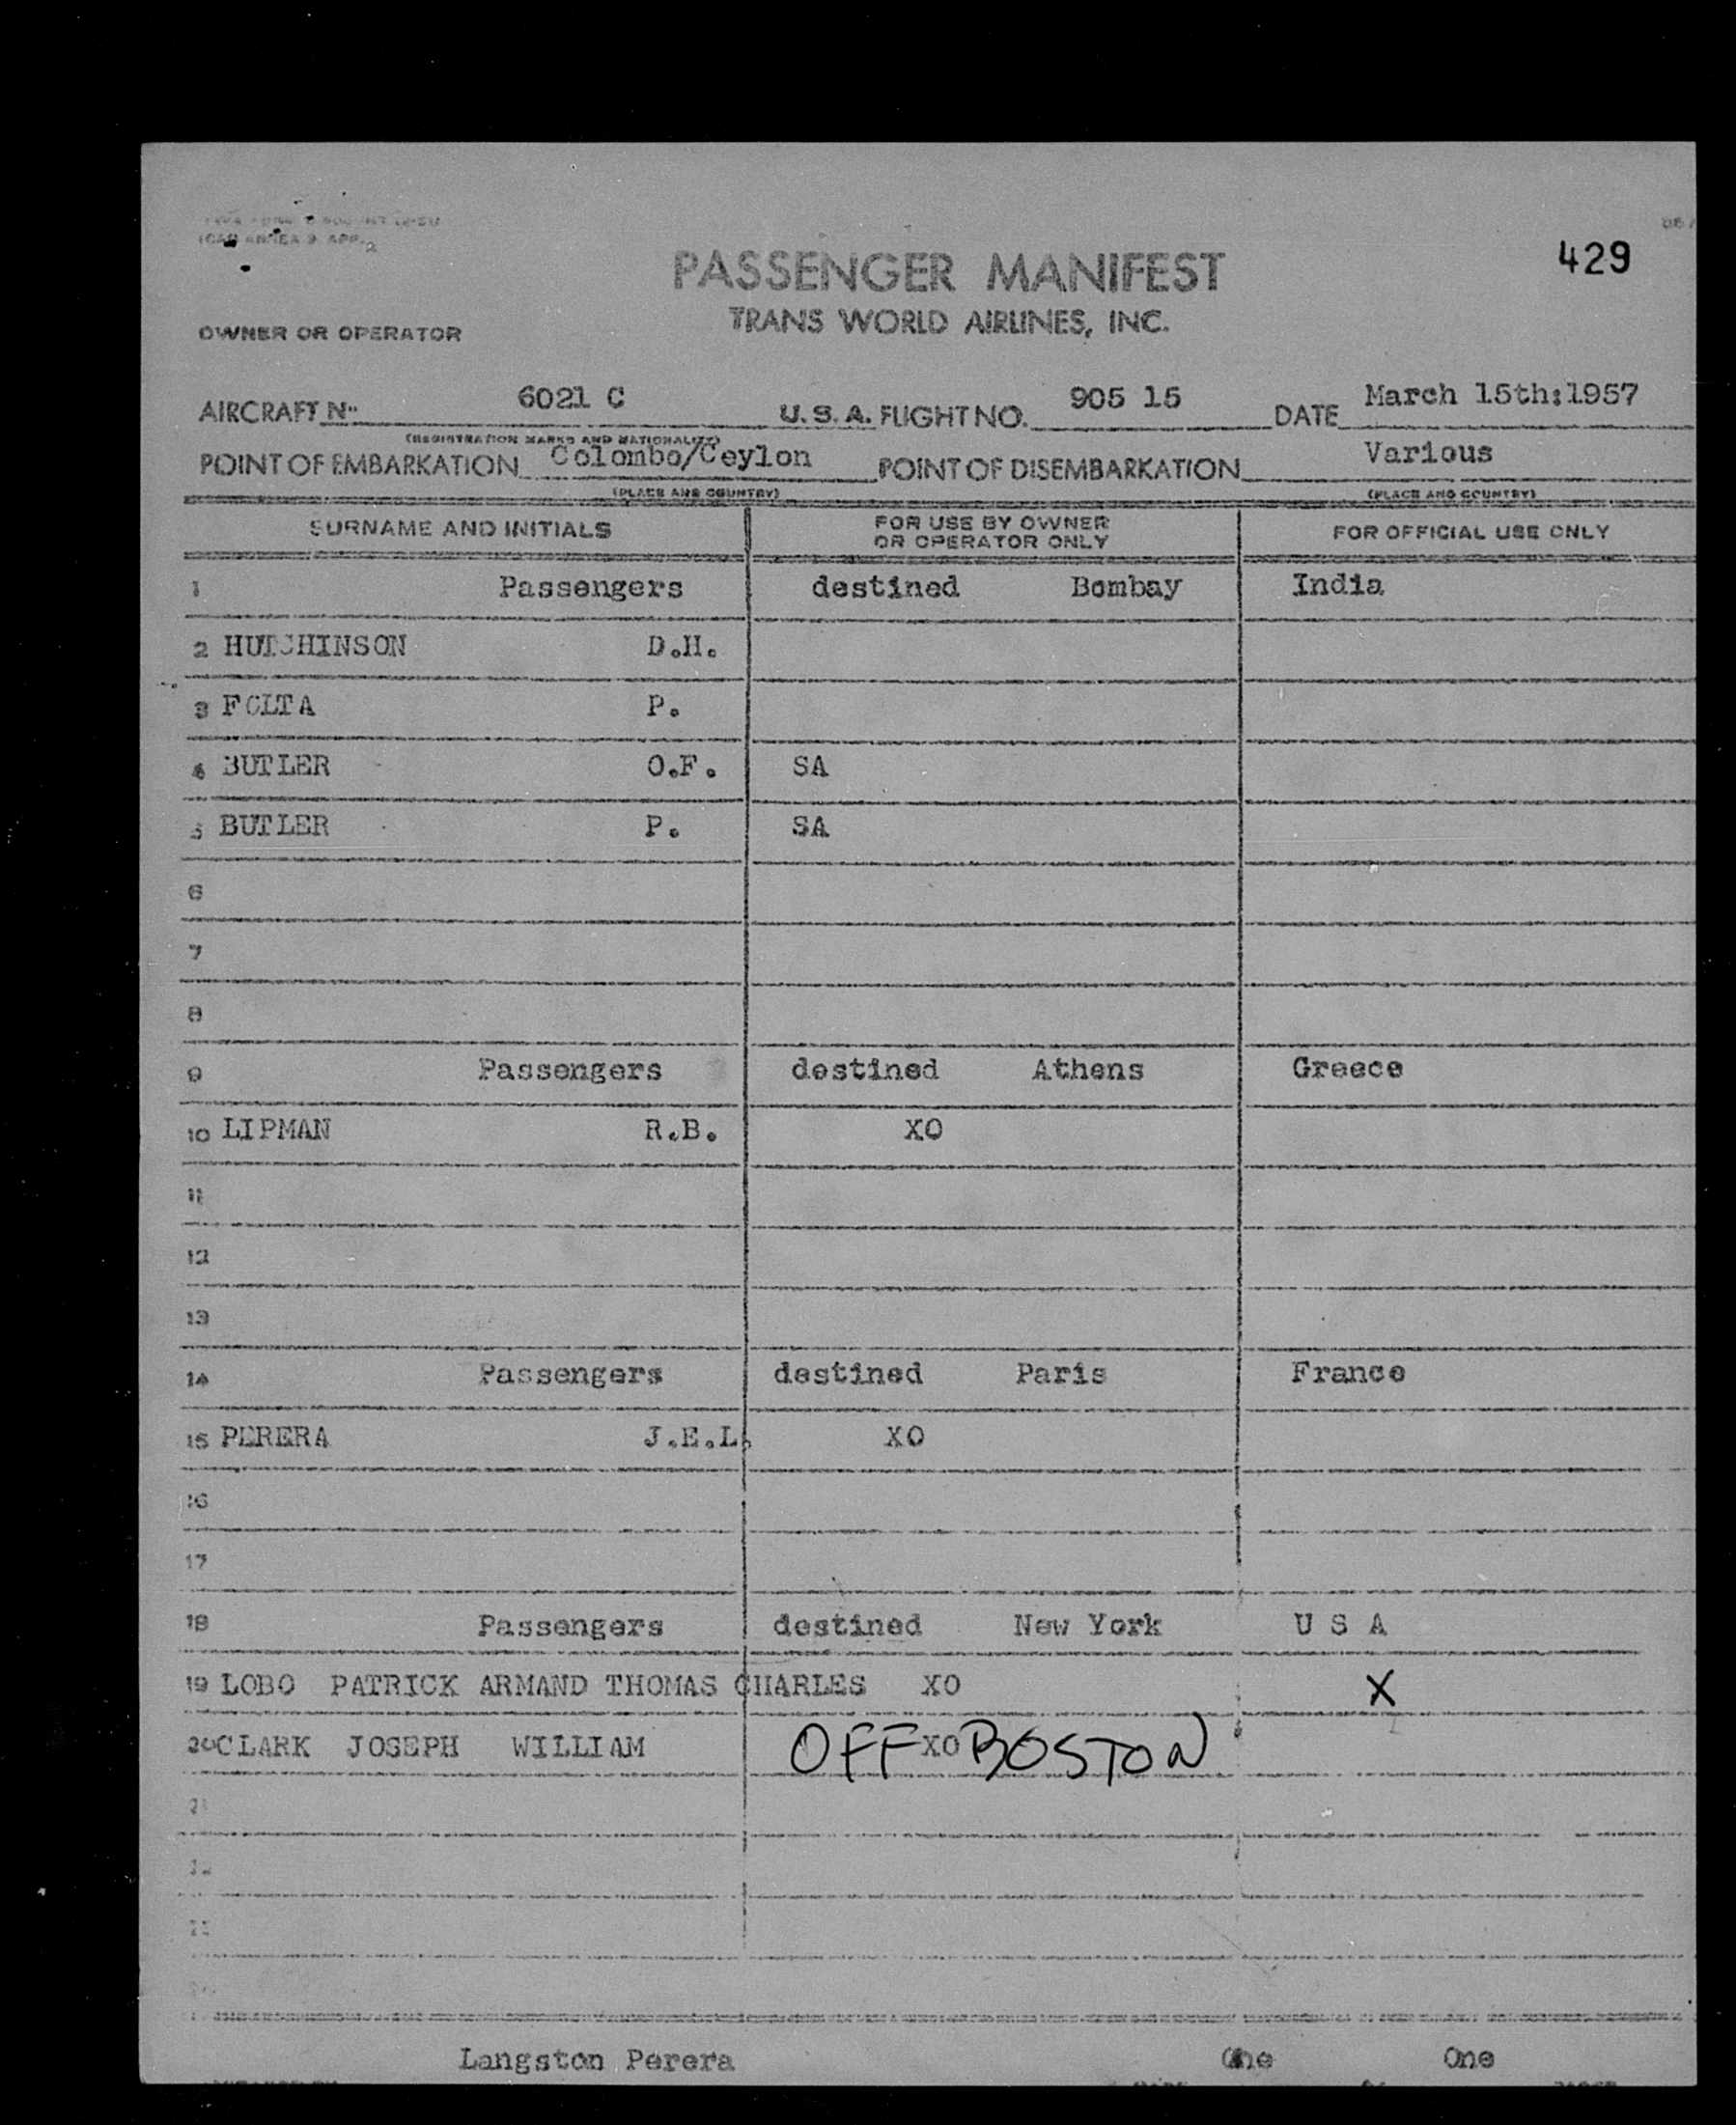 ICAO ANNEX 9 APP. 2
429
PASSENGER MANIFEST
TRANS WORLD AIRLINES, INC.
OWNER OR OPERATOR
AIRCRAFT No. 6021 C U.S.A. FLIGHT NO. 905 15 DATE March 15th:1957
(REGISTRATION MARKS AND NATIONALITY)
POINT OF EMBARKATION Colombo/Ceylon POINT OF DISEMBARKATION Various
(PLACE AND COUNTRY) (PLACE AND COUNTRY)
SURNAME AND INITIALS FOR USE BY OWNER OR OPERATOR ONLY FOR OFFICIAL USE ONLY
1 Passengers destined Bombay India
2 HUTCHINSON D.H.
3 FOLTA P.
4 BUTLER O.F. SA
5 BUTLER P. SA
6
7
8
9 Passengers destined Athens Greece
10 LIPMAN R.B. XO
11
12
13
14 Passengers destined Paris France
15 PERERA J.E.L. XO
16
17
18 Passengers destined New York U S A
19 LOBO PATRICK ARMAND THOMAS CHARLES XO X
20 CLARK JOSEPH WILLIAM OFF XO BOSTON
21
Langston Perera One One